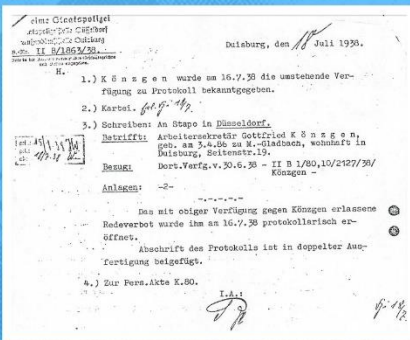 Duisburg, den 18 Juli 1938.
II B/1863/38.
H.
1.) K ö n z g e n wurde am 16.7.38 die umstehende Ver-
fügung zu Protokoll bekanntgegeben.
2.) Kartei.
3.) Schreiben: An Stapo in Düsseldorf.
Betrifft: Arbeitersekretär Gottfried K ö n z g e n,
geb. am 3.4.86 zu M.-Gladbach, wohnhaft in
Duisburg, Seitenstr.19.
Bezug: Dort.Verfg.v.30.6.38 - II B 1/80,10/2127/38/
Könzgen -
Anlagen: -2-
-.-.-.-.-
Das mit obiger Verfügung gegen Könzgen erlassene
Redeverbot wurde ihm am 16.7.38 protokollarisch er-
öffnet.
Abschrift des Protokolls ist in doppelter Aus-
fertigung beigefügt.
4.) Zur Pers.Akte K.80.
I.A.: